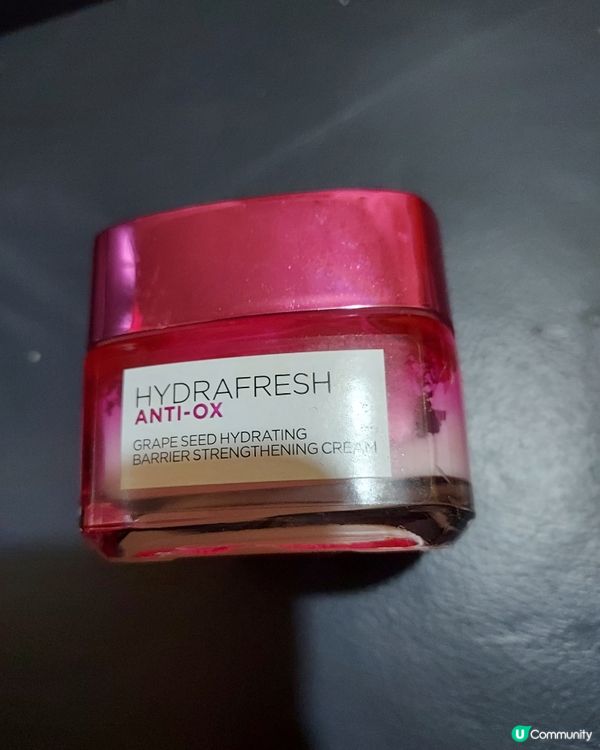 HYDRAFRESH
ANTI-OX
GRAPE SEED HYDRATING
BARRIER STRENGTHENING CREAM
U Community